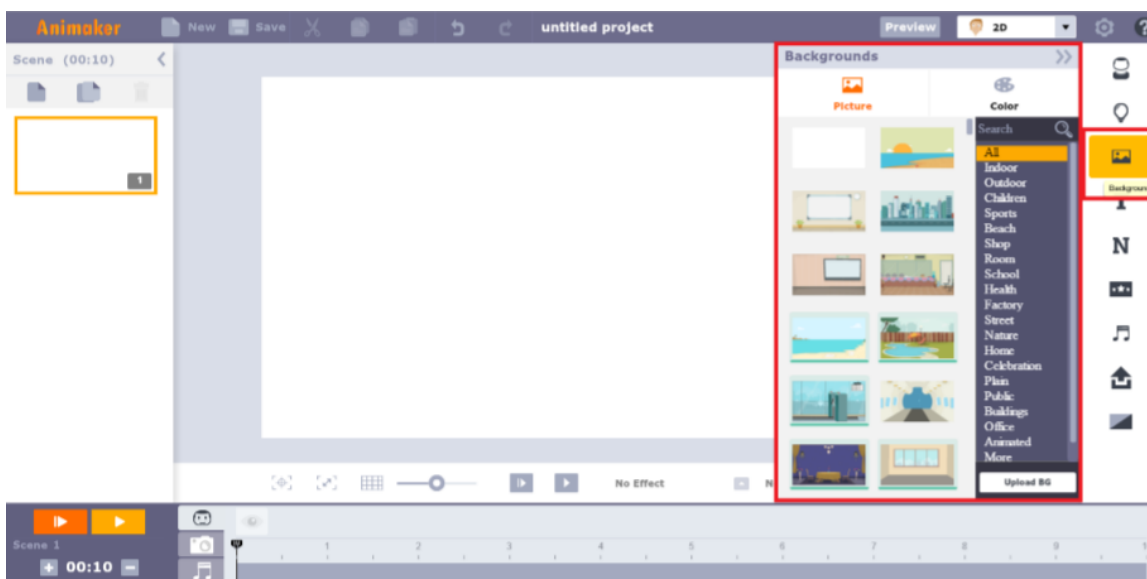 Animaker New Save untitled project Preview 2D
Scene (00:10)
1
Backgrounds
Picture Color
Search
All
Indoor
Outdoor
Children
Sports
Beach
Shop
Room
School
Health
Factory
Street
Nature
Home
Celebration
Plain
Public
Buildings
Office
Animated
More
Upload BG
Backgroun
N
No Effect N
Scene 1
00:10
1 2 3 4 5 6 7 8 9